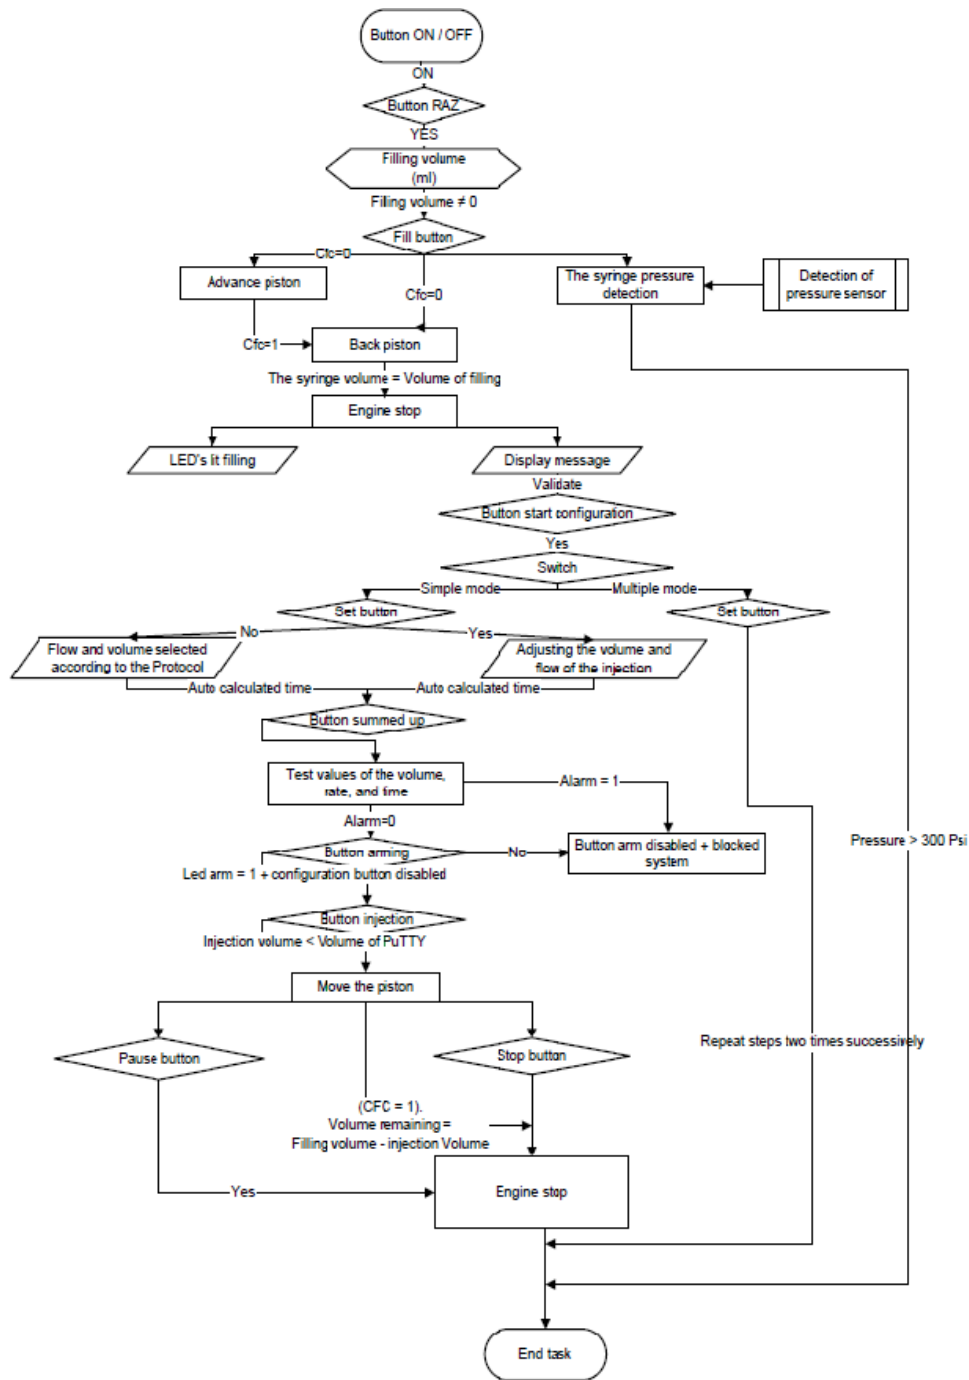 Button ON / OFF
ON
Button RAZ
YES
Filling volume
(ml)
Filling volume ≠ 0
Fill button
Cfc=0
Advance piston
Cfc=0
The syringe pressure
detection
Detection of
pressure sensor
Cfc=1
Back piston
The syringe volume = Volume of filling
Engine stop
LED's lit filling
Display message
Validate
Button start configuration
Yes
Switch
Simple mode
Multiple mode
Set button
Set button
No
Yes
Flow and volume selected
according to the Protocol
Adjusting the volume and
flow of the injection
Auto calculated time
Auto calculated time
Button summed up
Test values of the volume,
rate, and time
Alarm = 1
Alarm=0
Button arming
No
Button arm disabled + blocked
system
Pressure > 300 Psi
Led arm = 1 + configuration button disabled
Button injection
Injection volume < Volume of PuTTY
Move the piston
Pause button
Stop button
Repeat steps two times successively
(CFC = 1).
Volume remaining =
Filling volume - injection Volume
Yes
Engine stop
End task